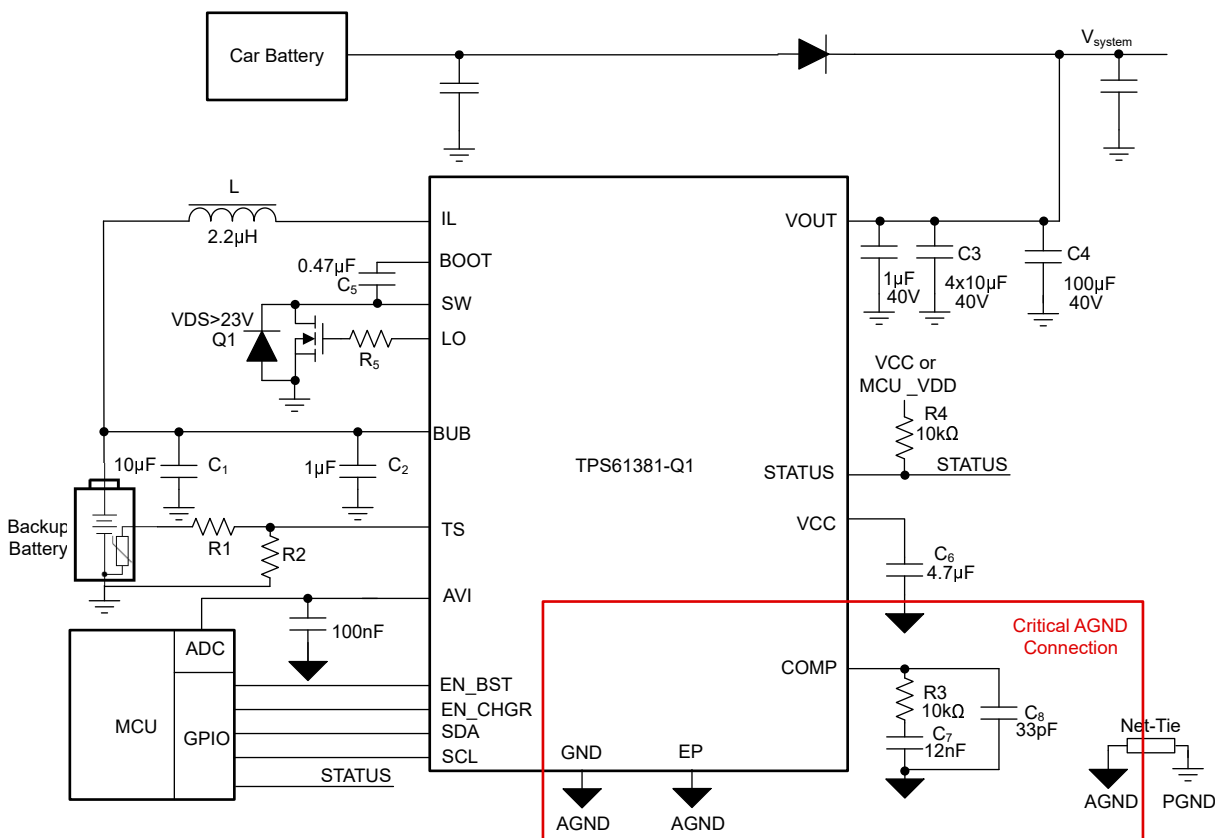 Car Battery
V_system
L
2.2µH
IL
VOUT
BOOT
0.47µF
C₅
SW
VDS>23V
Q1
LO
R₅
1µF
40V
C3
4x10µF
40V
C4
100µF
40V
VCC or
MCU _VDD
R4
10kΩ
BUB
10µF
C₁
1µF
C₂
TPS61381-Q1
STATUS
STATUS
Backup
Battery
R1
R2
TS
VCC
C₆
4.7µF
AVI
100nF
ADC
MCU
GPIO
EN_BST
EN_CHGR
SDA
SCL
STATUS
Critical AGND
Connection
COMP
R3
10kΩ
C₇
12nF
C₈
33pF
GND
EP
AGND
AGND
Net-Tie
AGND
PGND